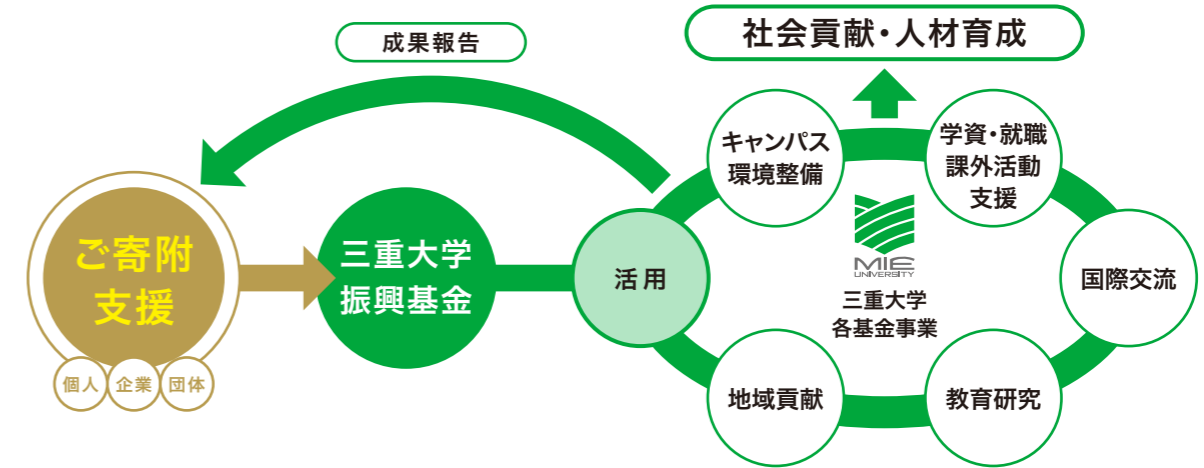 成果報告
社会貢献・人材育成
ご寄附
支援
個人
企業
団体
三重大学
振興基金
活用
キャンパス
環境整備
学資・就職
課外活動
支援
国際交流
教育研究
地域貢献
MIE
UNIVERSITY
三重大学
各基金事業